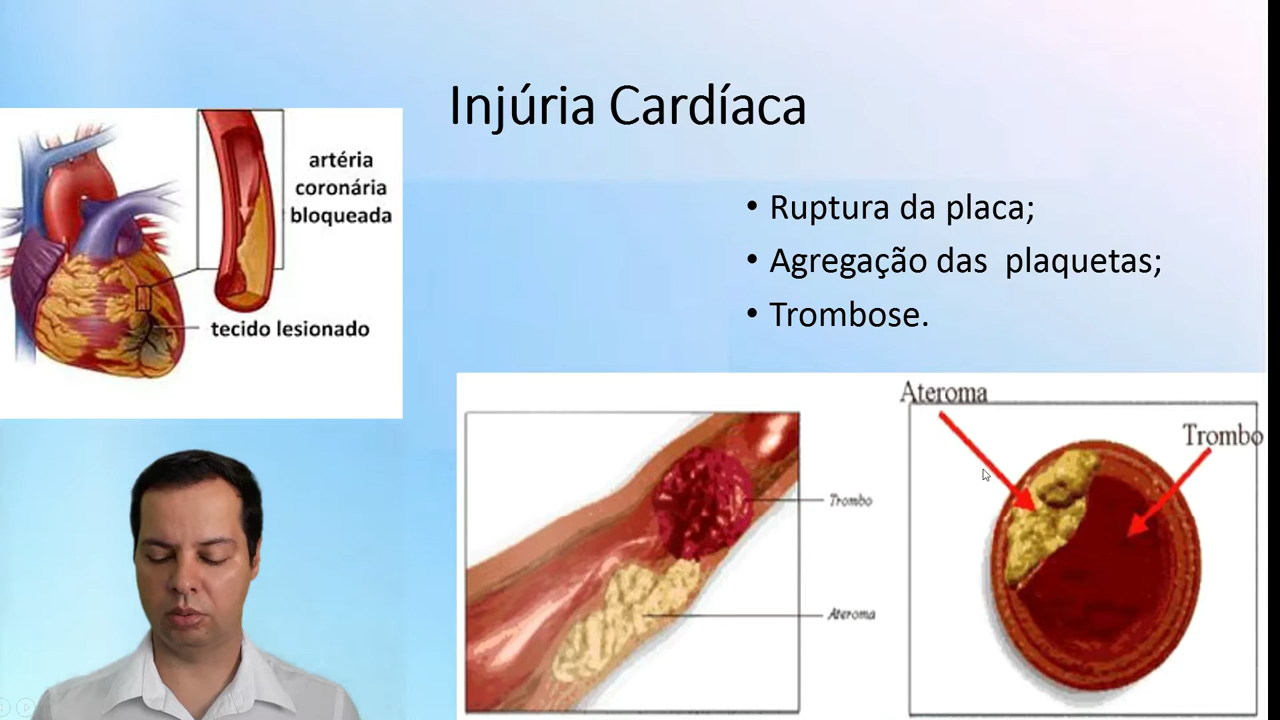 Injúria Cardíaca
artéria
coronária
bloqueada
tecido lesionado
• Ruptura da placa;
• Agregação das plaquetas;
• Trombose.
Trombo
Ateroma
Ateroma
Trombo